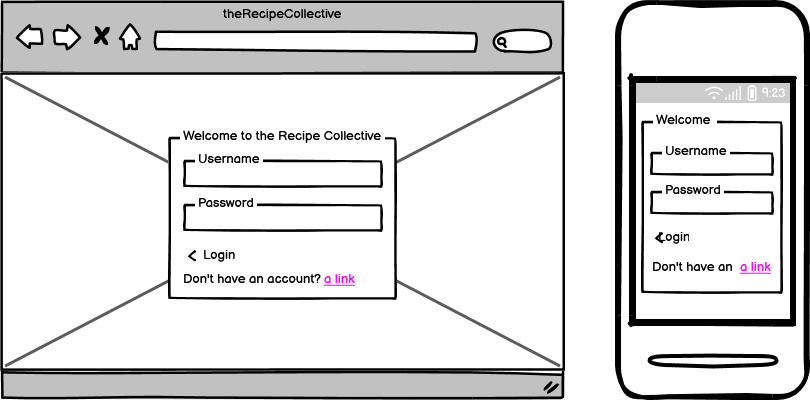 theRecipeCollective
Welcome to the Recipe Collective
Username
Password
Login
Don't have an account? a link
9:23
Welcome
Username
Password
Login
Don't have an a link